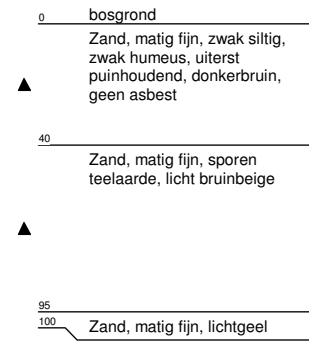 0 bosgrond
Zand, matig fijn, zwak siltig,
zwak humeus, uiterst
puinhoudend, donkerbruin,
geen asbest
40
Zand, matig fijn, sporen
teelaarde, licht bruinbeige
95
100 Zand, matig fijn, lichtgeel